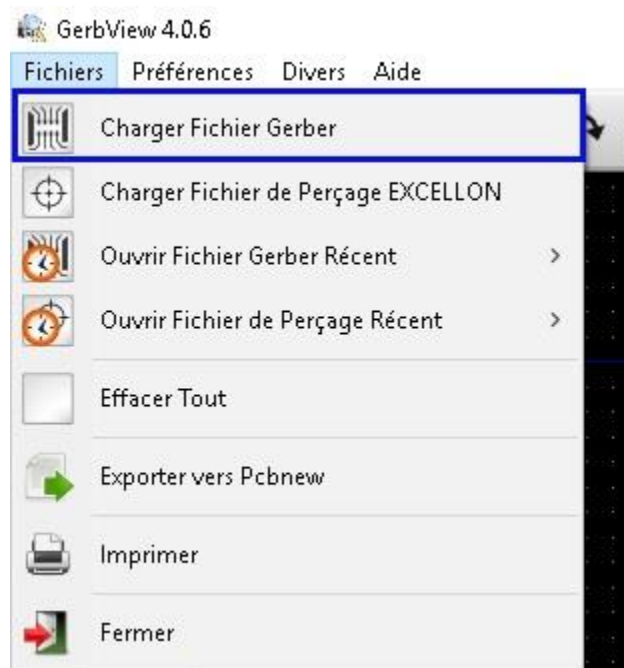 GerbView 4.0.6
Fichiers Préférences Divers Aide
Charger Fichier Gerber
Charger Fichier de Perçage EXCELLON
Ouvrir Fichier Gerber Récent
Ouvrir Fichier de Perçage Récent
Effacer Tout
Exporter vers Pcbnew
Imprimer
Fermer